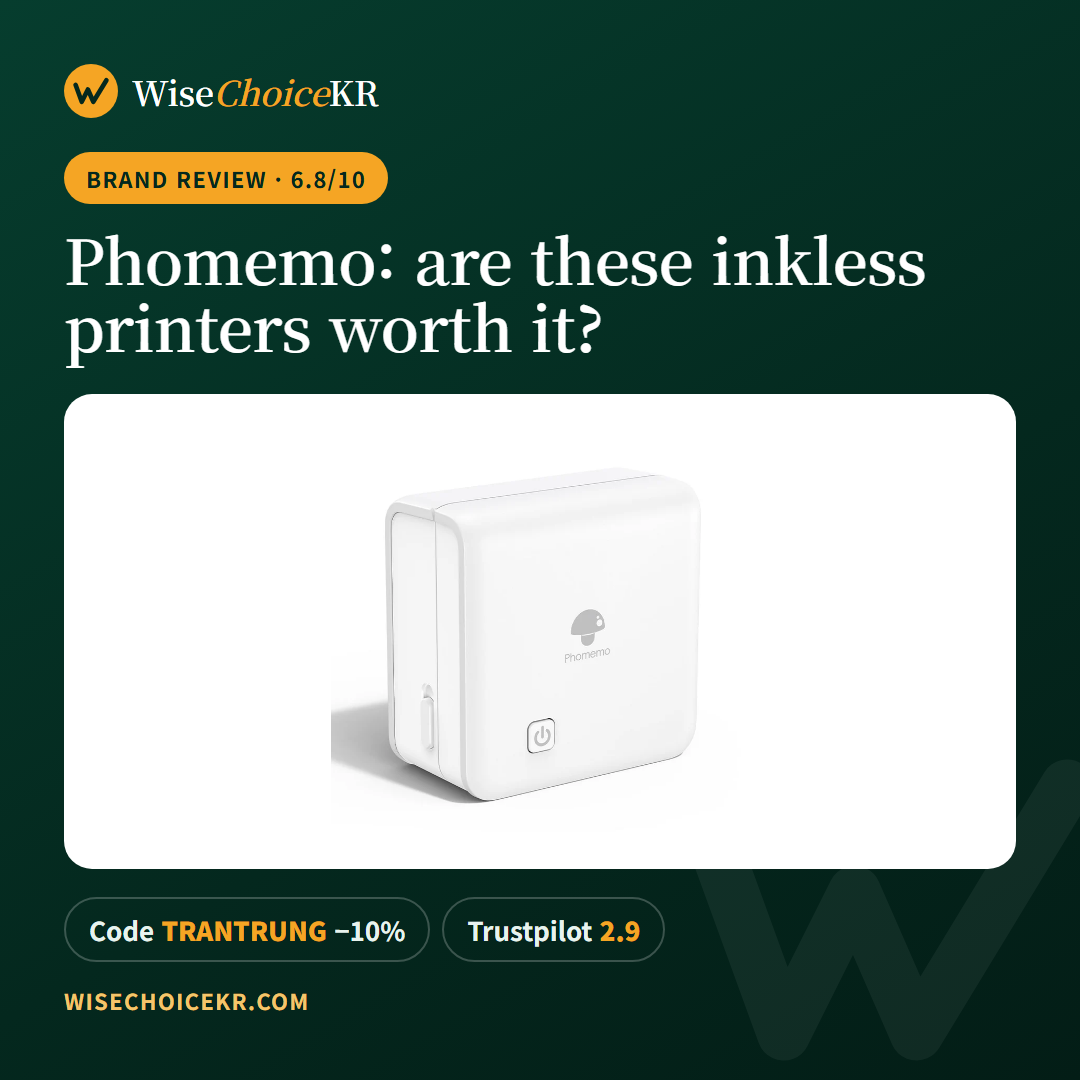 WiseChoiceKR
BRAND REVIEW · 6.8/10
Phomemo: are these inkless
printers worth it?
Phomemo
Code TRANTRUNG −10%
Trustpilot 2.9
WISECHOICEKR.COM